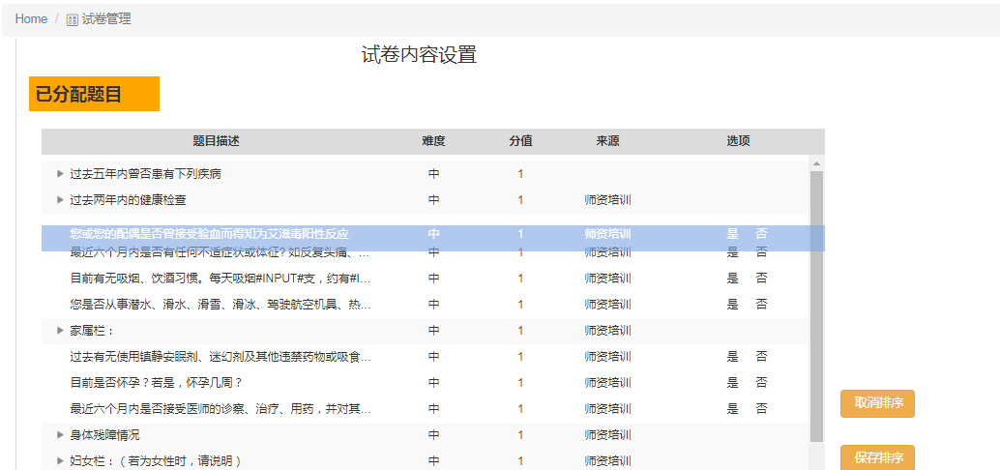 Home / 试卷管理
试卷内容设置
已分配题目
题目描述 难度 分值 来源 选项
过去五年内曾否患有下列疾病 中 1
过去两年内的健康检查 中 1 师资培训
您或您的配偶是否曾接受验血而得知为艾滋毒阳性反应 中 1 师资培训 是 否
最近六个月内是否有任何不适症状或体征? 如反复头痛、... 中 1 师资培训 是 否
目前有无吸烟、饮酒习惯。每天吸烟#INPUT#支，约有#I... 中 1 师资培训 是 否
您是否从事潜水、滑水、滑雪、滑冰、驾驶航空机具、热... 中 1 师资培训 是 否
家属栏： 中 1 师资培训
过去有无使用镇静安眠剂、迷幻剂及其他违禁药物或吸食... 中 1 师资培训 是 否
目前是否怀孕？若是，怀孕几周？ 中 1 师资培训 是 否
最近六个月内是否接受医师的诊察、治疗、用药，并对其... 中 1 师资培训 是 否
取消排序
身体残障情况 中 1 师资培训
妇女栏：（若为女性时，请说明） 中 1 师资培训
保存排序